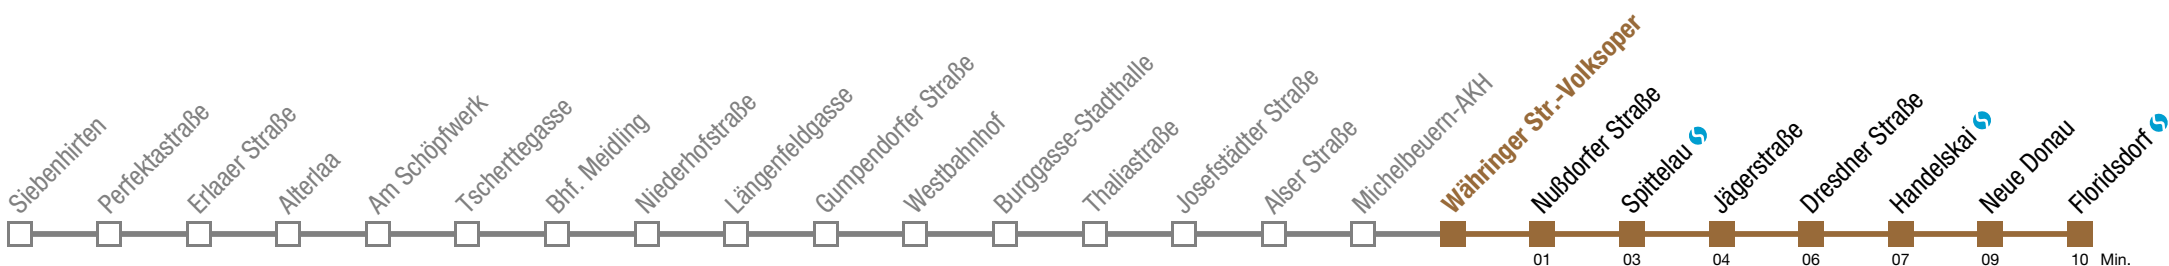 Siebenhirten
Perfektastraße
Erlaaer Straße
Alterlaa
Am Schöpfwerk
Tscherttegasse
Bhf. Meidling
Niederhofstraße
Längenfeldgasse
Gumpendorfer Straße
Westbahnhof
Burggasse-Stadthalle
Thaliastraße
Josefstädter Straße
Alser Straße
Michelbeuern-AKH
Währinger Str.-Volksoper
Nußdorfer Straße
Spittelau
Jägerstraße
Dresdner Straße
Handelskai
Neue Donau
Floridsdorf
01 03 04 06 07 09 10 Min.